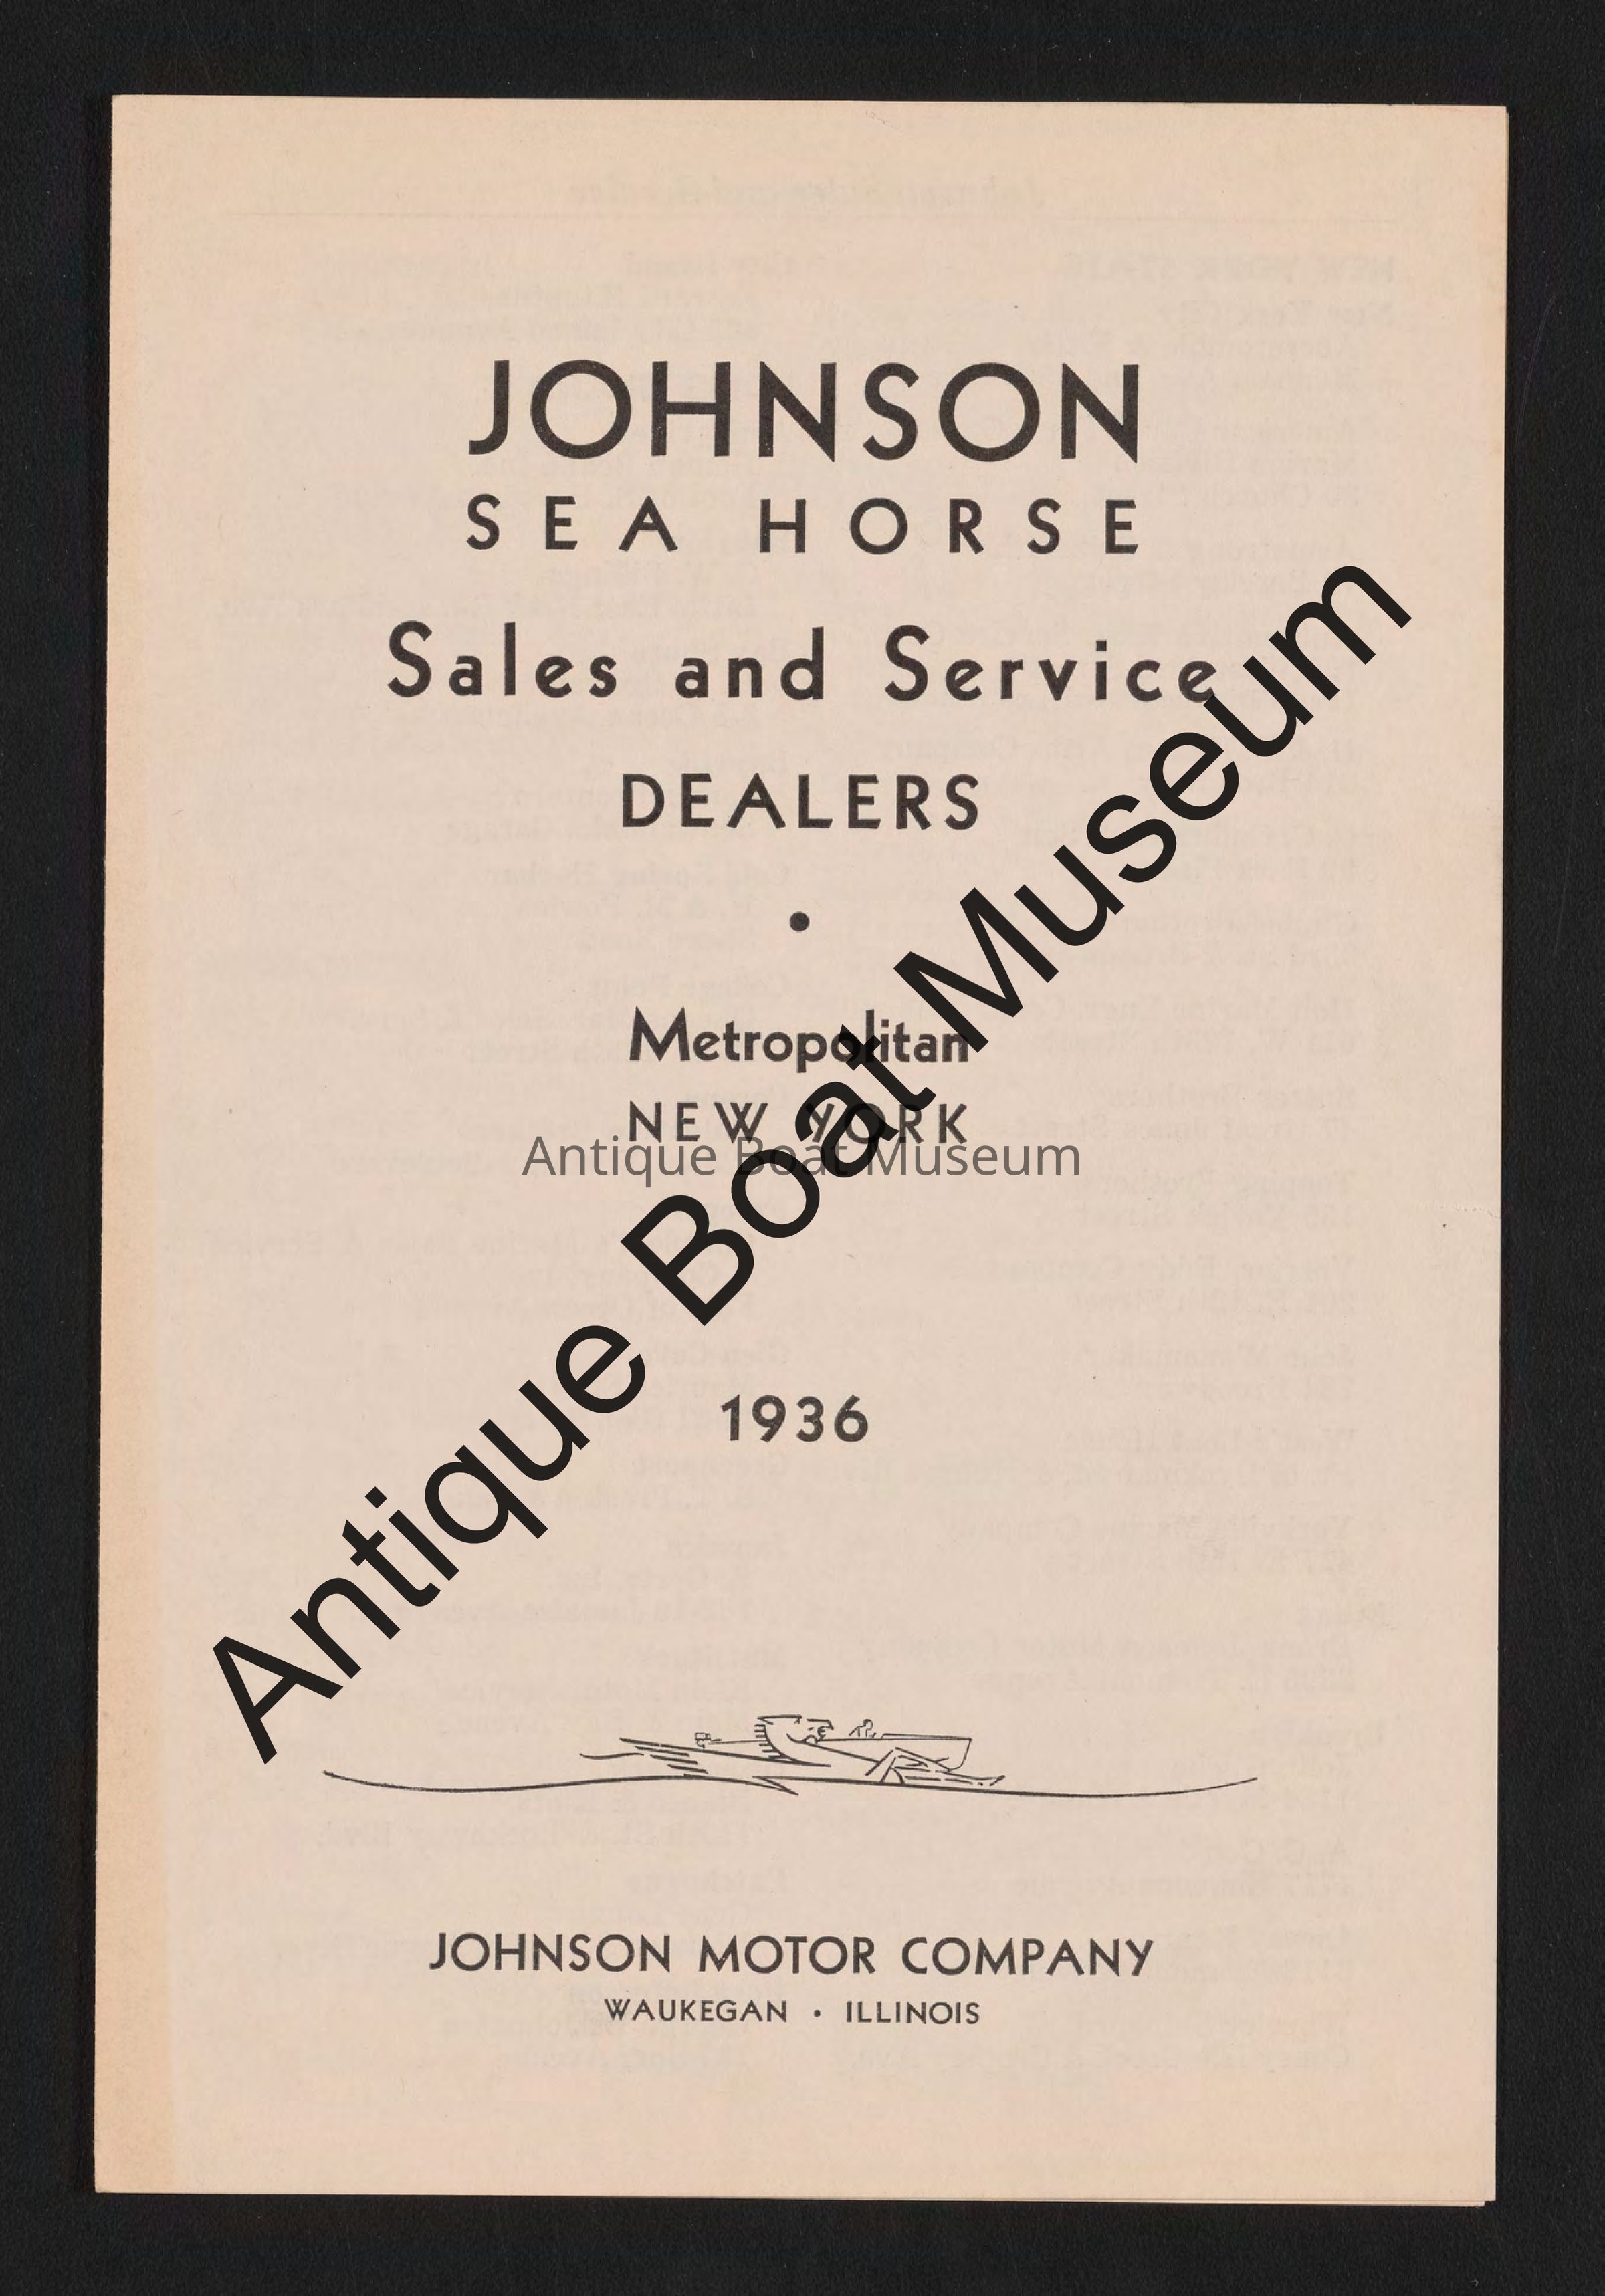 JOHNSON
SEA HORSE
Sales and Service
DEALERS
•
Metropolitan
NEW YORK
Antique Boat Museum
Antique Boat Museum
1936
JOHNSON MOTOR COMPANY
WAUKEGAN • ILLINOIS